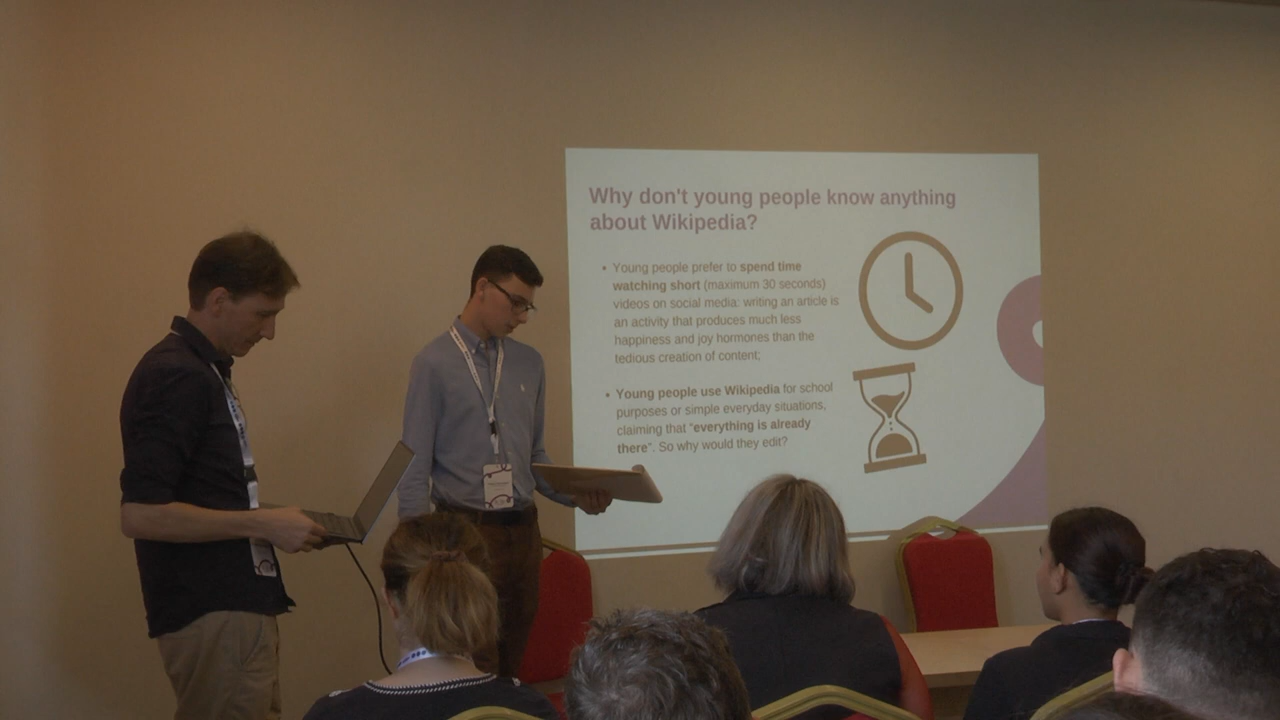 Why don't young people know anything
about Wikipedia?
• Young people prefer to spend time
watching short (maximum 30 seconds)
videos on social media: writing an article is
an activity that produces much less
happiness and joy hormones than the
tedious creation of content;
• Young people use Wikipedia for school
purposes or simple everyday situations,
claiming that "everything is already
there". So why would they edit?